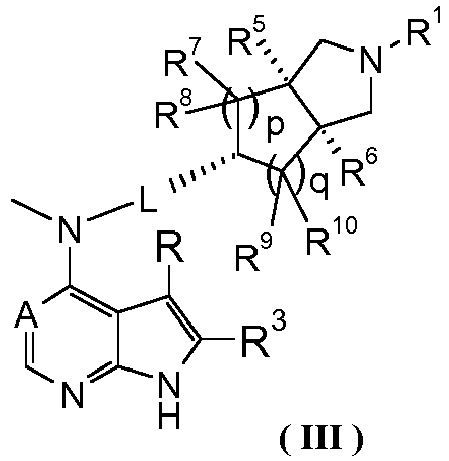 R⁷ R⁵ N R¹
R⁸ ( )p
( )q R⁶
L
N R R⁹ R¹⁰
A R³
N N
H
( III )